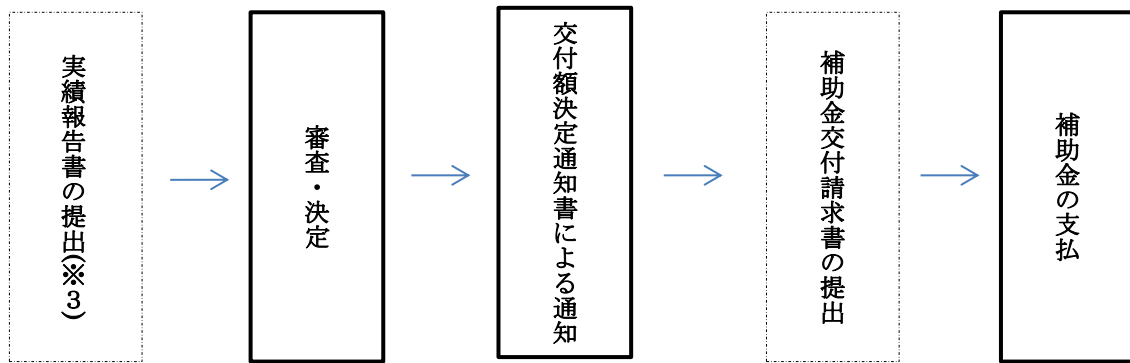 実績報告書の提出(※3)
審査・決定
交付額決定通知書による通知
補助金交付請求書の提出
補助金の支払